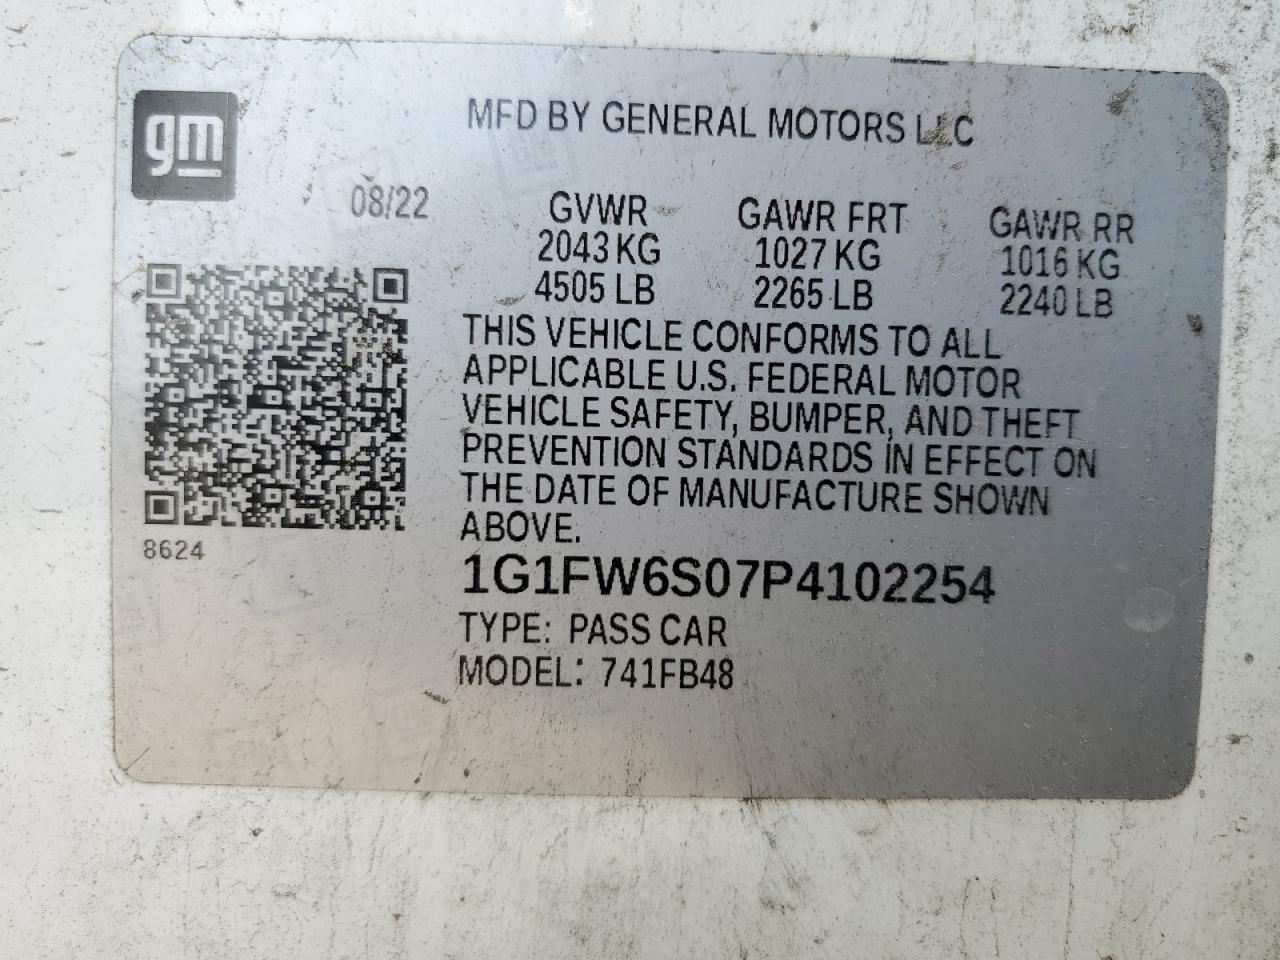 gm
MFD BY GENERAL MOTORS LLC
08/22
GVWR GAWR FRT GAWR RR
2043 KG 1027 KG 1016 KG
4505 LB 2265 LB 2240 LB
THIS VEHICLE CONFORMS TO ALL
APPLICABLE U.S. FEDERAL MOTOR
VEHICLE SAFETY, BUMPER, AND THEFT
PREVENTION STANDARDS IN EFFECT ON
THE DATE OF MANUFACTURE SHOWN
ABOVE.
8624
1G1FW6S07P4102254
TYPE: PASS CAR
MODEL: 741FB48